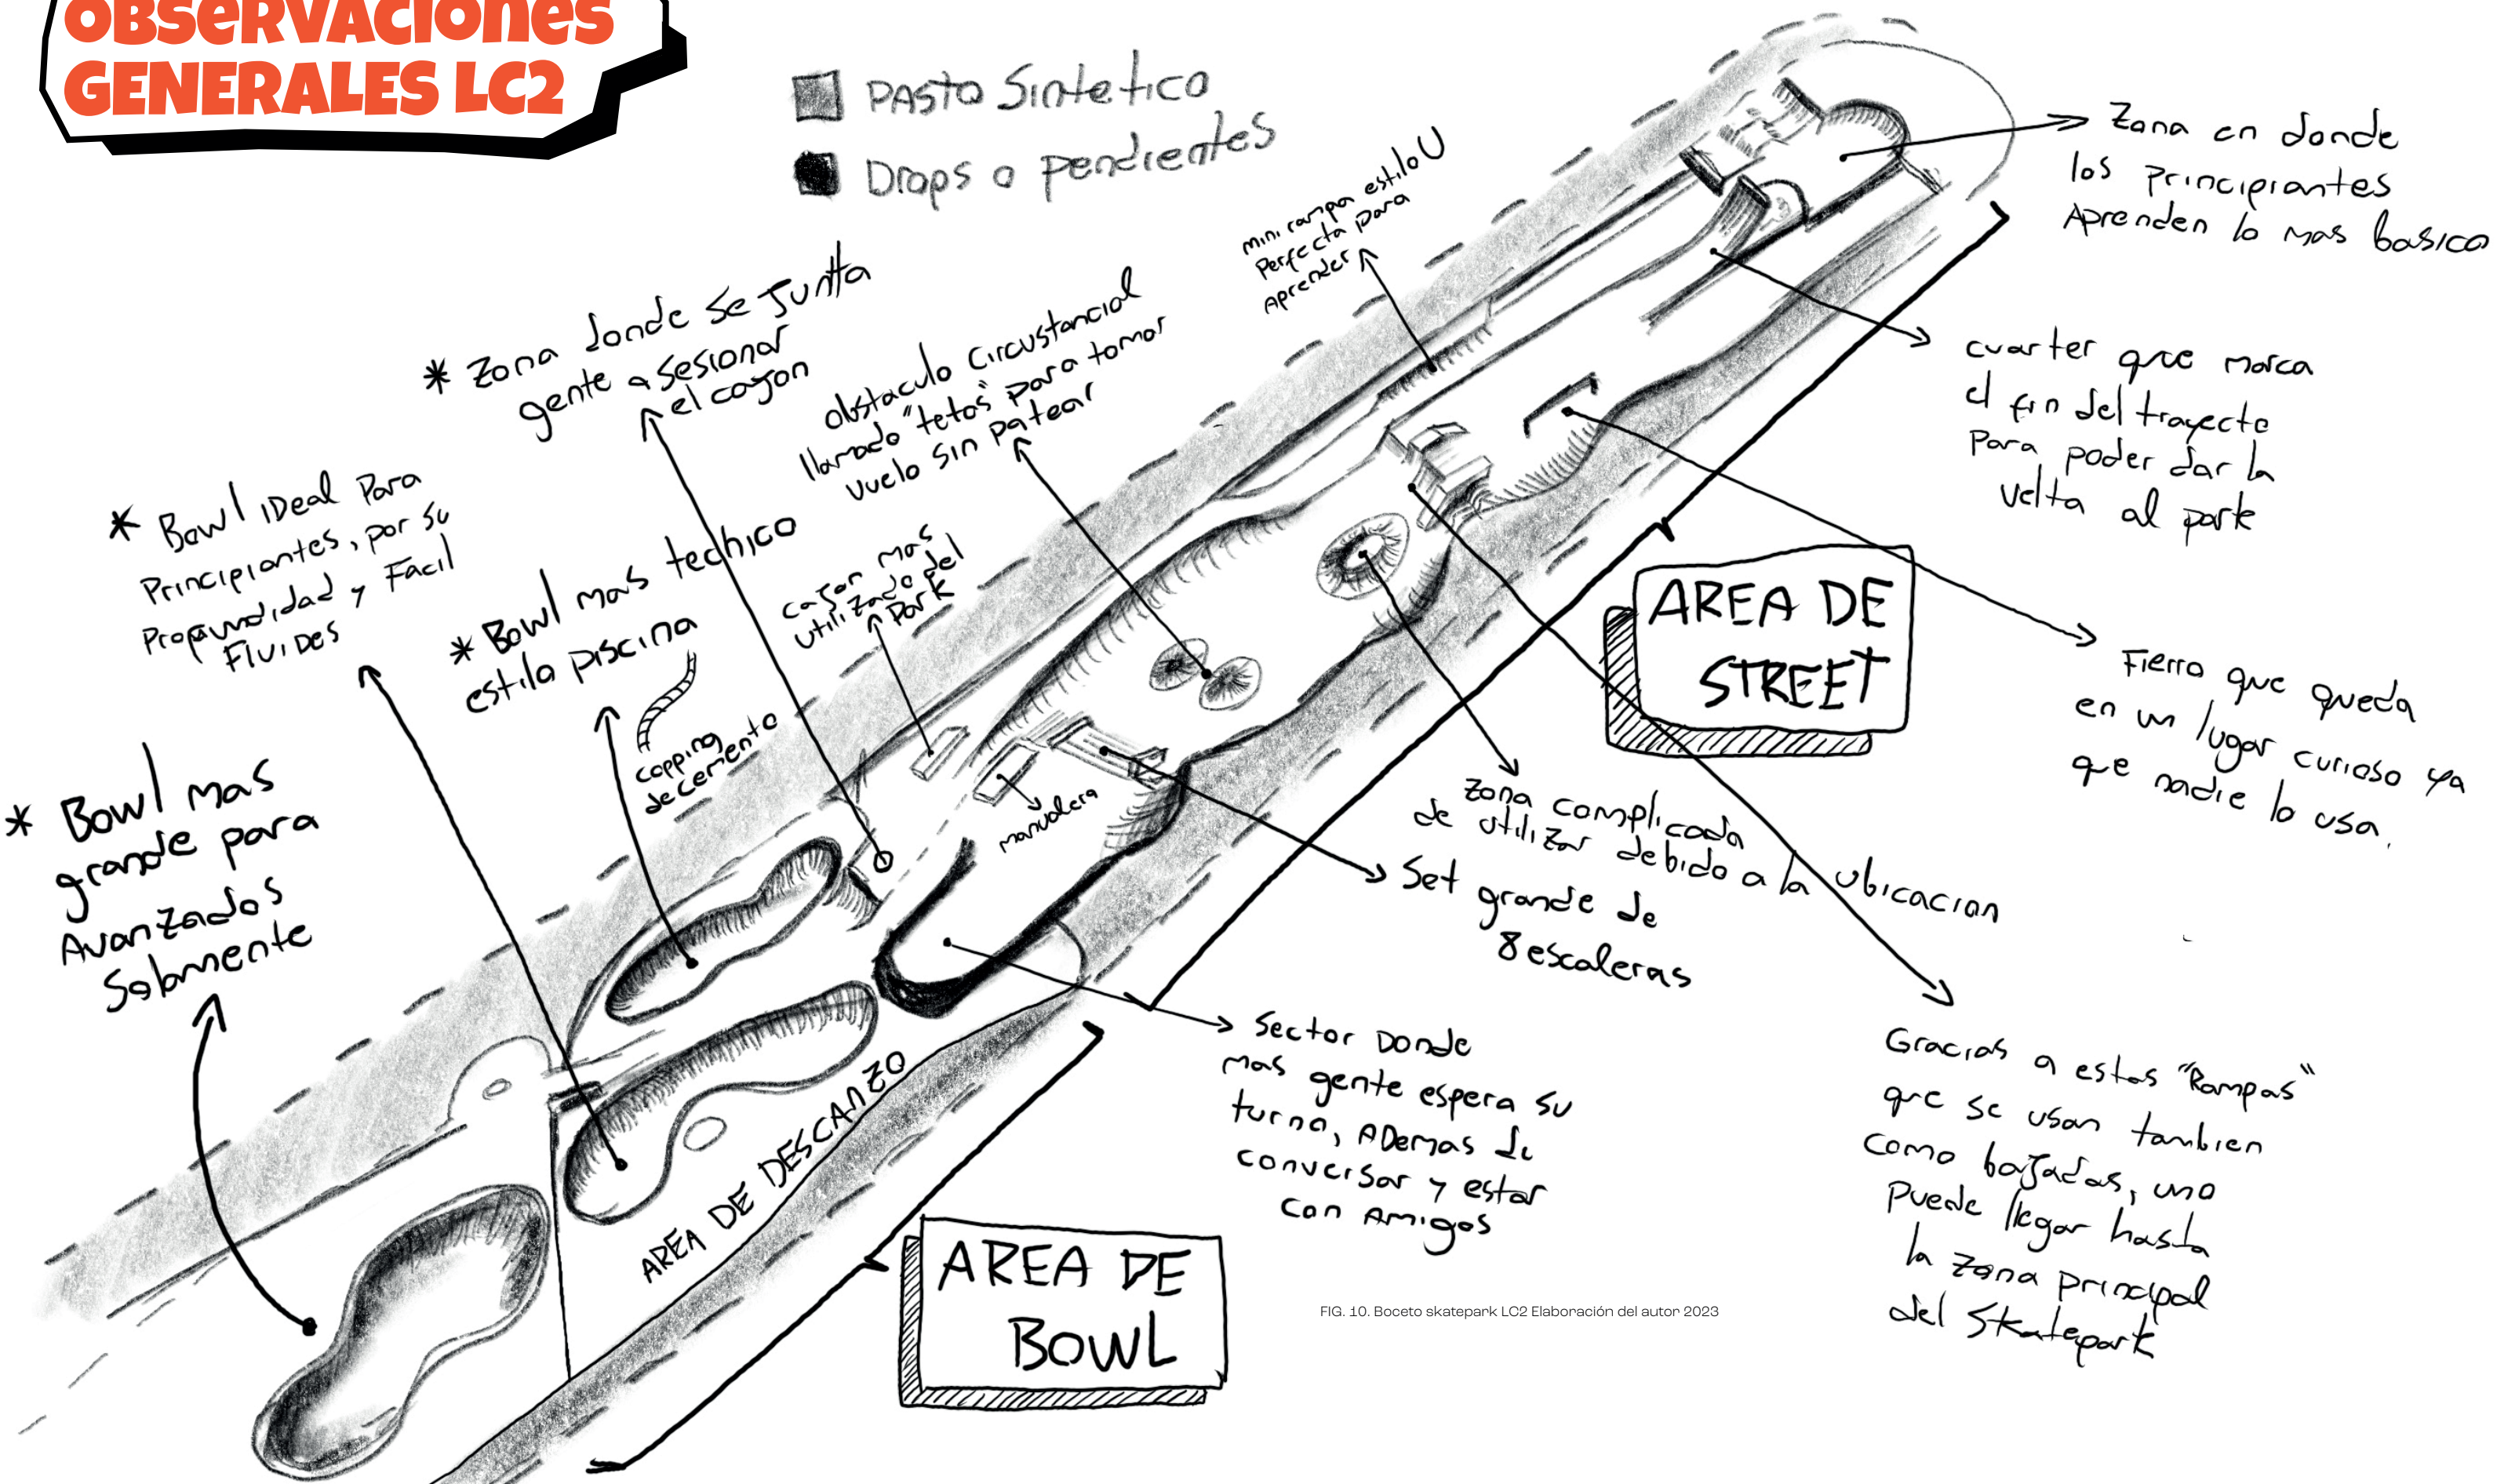 OBSERVACIONES
GENERALES LC2
PASTO Sintetico
Drops o pendientes
mini rampa estilo U
Perfecta para
Aprender
Zona en donde
los principiantes
Aprenden lo mas basico
* Zona donde se Juntta
gente a sesionar
el cajon
obstaculo circustancial
llamado "tetas" para tomar
vuelo sin patear
cuarter que marca
el fin del trayecto
Para poder dar la
velta al park
* Bowl IDeal Para
Principiantes, por su
Profundidad y Facil
Fluides
* Bowl mas techico
estilo piscina
copping
de cemento
cajon mas
utilizado del
Park
AREA DE
STREET
Fierro que queda
en un lugar curioso ya
que nadie lo usa.
* Bowl mas
grande para
Avanzados
Solamente
manualera
Zona complicada
de utilizar debido a la ubicacion
Set grande de
8 escaleras
Sector Donde
mas gente espera su
turno, ADemas de
conversar y estar
con Amigos
Gracias a estas "Rampas"
que se usan tambien
como bajadas, uno
Puede llegar hasta
la zona principal
del Skatepark
AREA DE DESCANZO
AREA DE
BOWL
FIG. 10. Boceto skatepark LC2 Elaboración del autor 2023